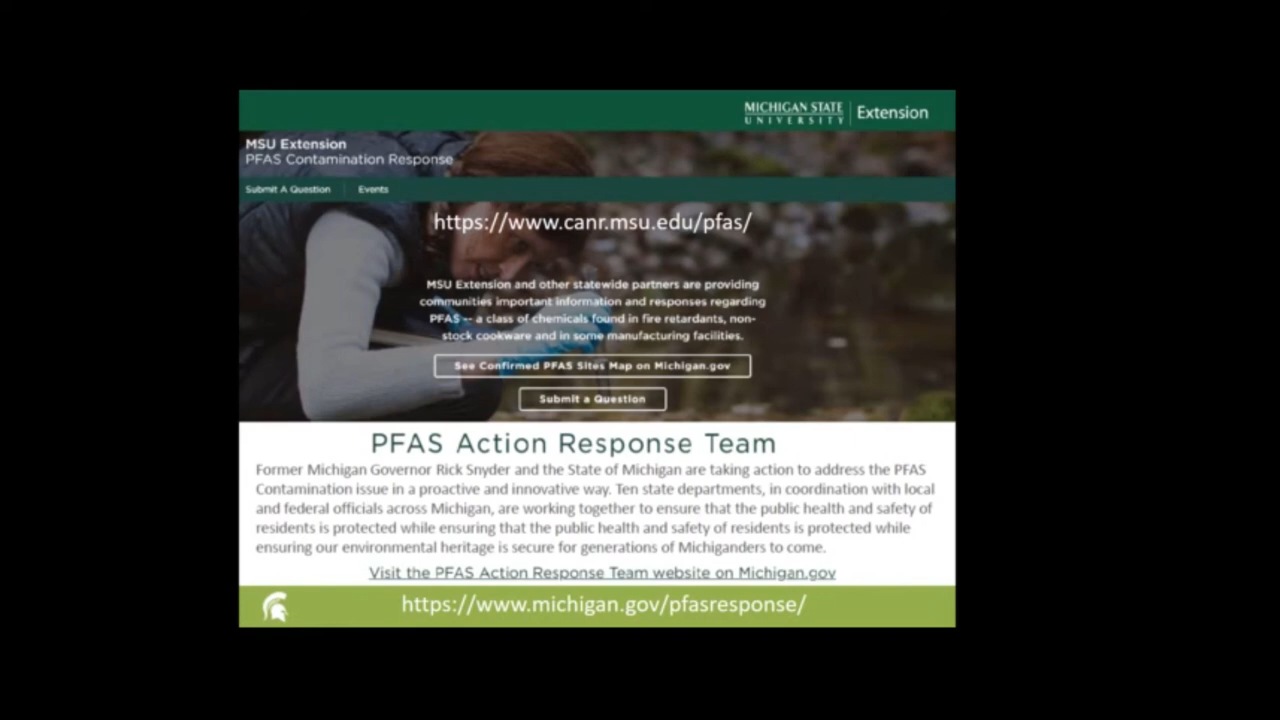 MICHIGAN STATE
UNIVERSITY
Extension
MSU Extension
PFAS Contamination Response
Submit A Question
Events
https://www.canr.msu.edu/pfas/
MSU Extension and other statewide partners are providing
communities important information and responses regarding
PFAS -- a class of chemicals found in fire retardants, non-
stock cookware and in some manufacturing facilities.
See Confirmed PFAS Sites Map on Michigan.gov
Submit a Question
PFAS Action Response Team
Former Michigan Governor Rick Snyder and the State of Michigan are taking action to address the PFAS
Contamination issue in a proactive and innovative way. Ten state departments, in coordination with local
and federal officials across Michigan, are working together to ensure that the public health and safety of
residents is protected while ensuring that the public health and safety of residents is protected while
ensuring our environmental heritage is secure for generations of Michiganders to come.
Visit the PFAS Action Response Team website on Michigan.gov
https://www.michigan.gov/pfasresponse/